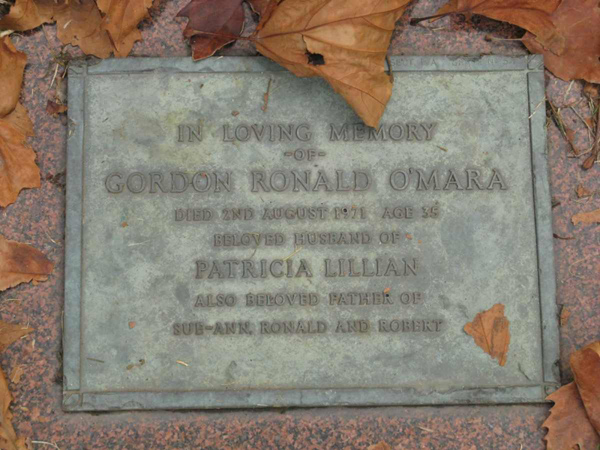 IN LOVING MEMORY
-OF-
GORDON RONALD O'MARA
DIED 2ND AUGUST 1971 AGE
BELOVED HUSBAND OF
PATRICIA LILLIAN
ALSO BELOVED FATHER OF
SUE-ANN, RONALD AND ROBERT